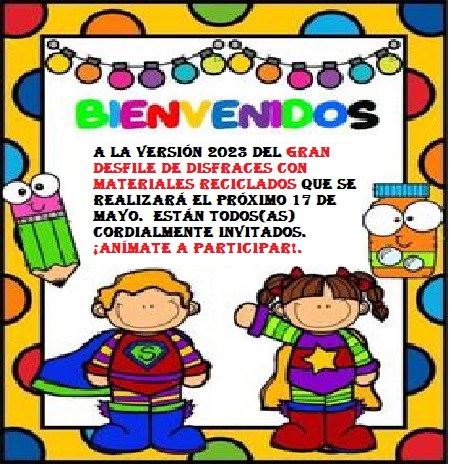 BIENVENIDOS
A LA VERSIÓN 2023 DEL GRAN
DESFILE DE DISFRACES CON
MATERIALES RECICLADOS QUE SE
REALIZARÁ EL PRÓXIMO 17 DE
MAYO. ESTÁN TODOS(AS)
CORDIALMENTE INVITADOS.
¡ANÍMATE A PARTICIPAR!.
S